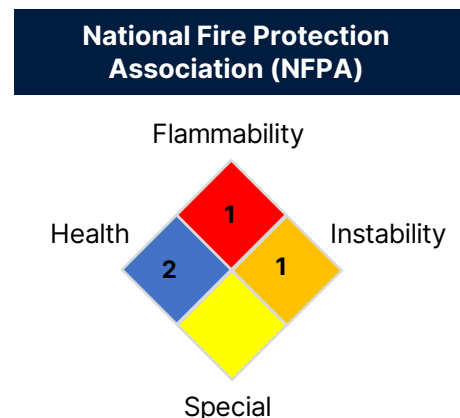 National Fire Protection
Association (NFPA)
Flammability
1
Health
Instability
2
1
Special